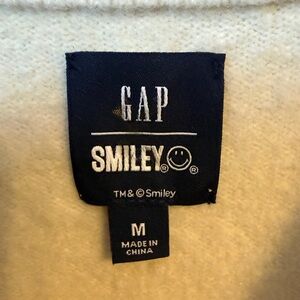 GAP
SMILEY® ®
TM & © Smiley
M
MADE IN
CHINA